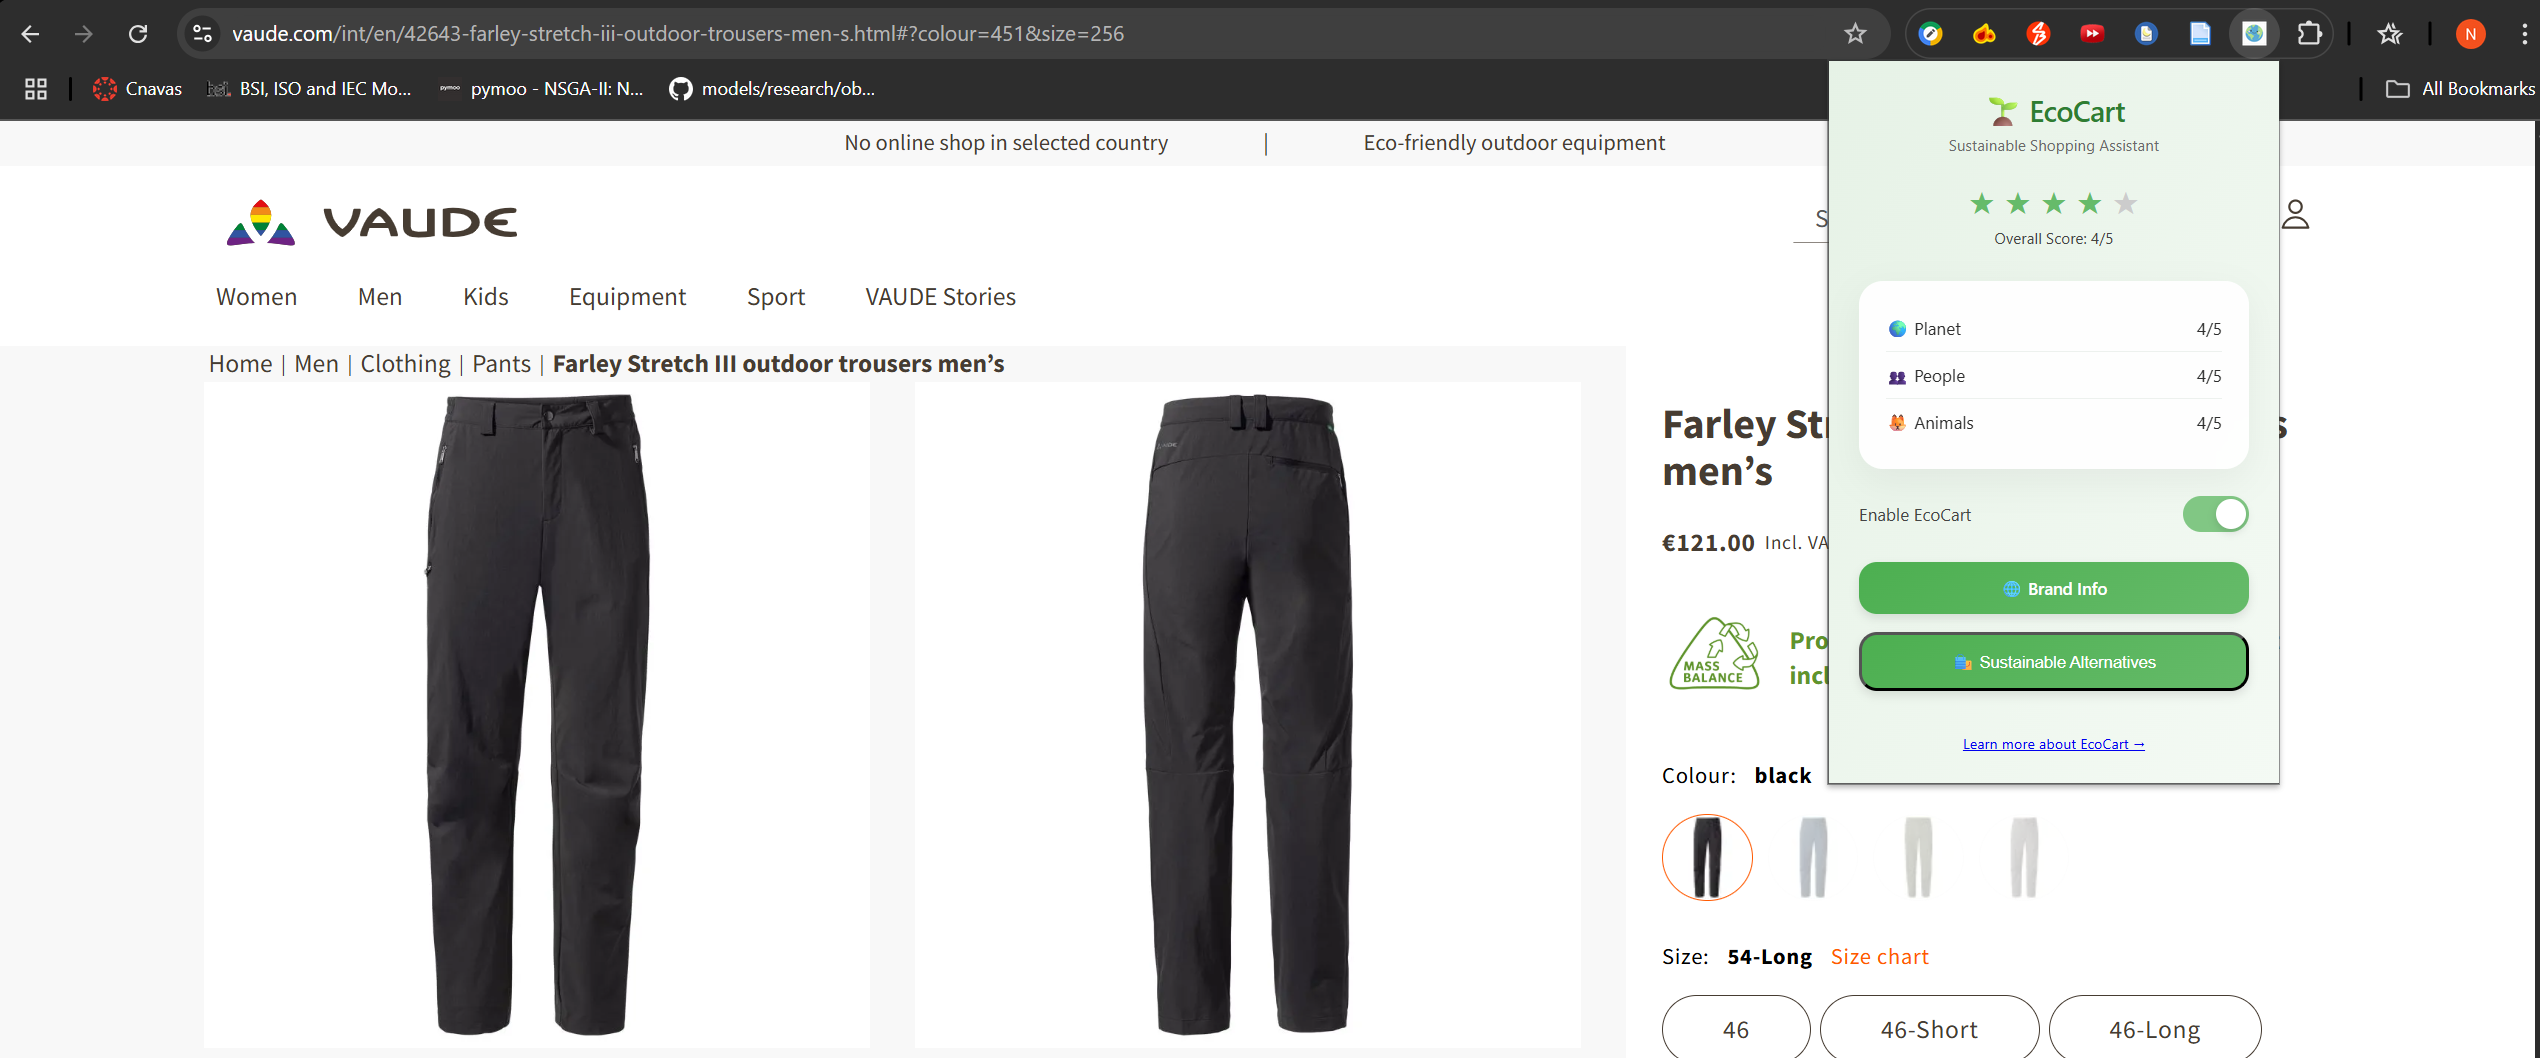 vaude.com/int/en/42643-farley-stretch-iii-outdoor-trousers-men-s.html#?colour=451&size=256
N
Cnavas
BSI, ISO and IEC Mo...
pymoo
pymoo - NSGA-II: N...
models/research/ob...
All Bookmarks
No online shop in selected country | Eco-friendly outdoor equipment
VAUDE
S
Women
Men
Kids
Equipment
Sport
VAUDE Stories
Home | Men | Clothing | Pants | Farley Stretch III outdoor trousers men's
Farley St
s
men's
€121.00 Incl. VA
MASS
BALANCE
Pro
incl
Colour: black
Size: 54-Long Size chart
46
46-Short
46-Long
EcoCart
Sustainable Shopping Assistant
★ ★ ★ ★ ★
Overall Score: 4/5
Planet 4/5
People 4/5
Animals 4/5
Enable EcoCart
Brand Info
Sustainable Alternatives
Learn more about EcoCart →